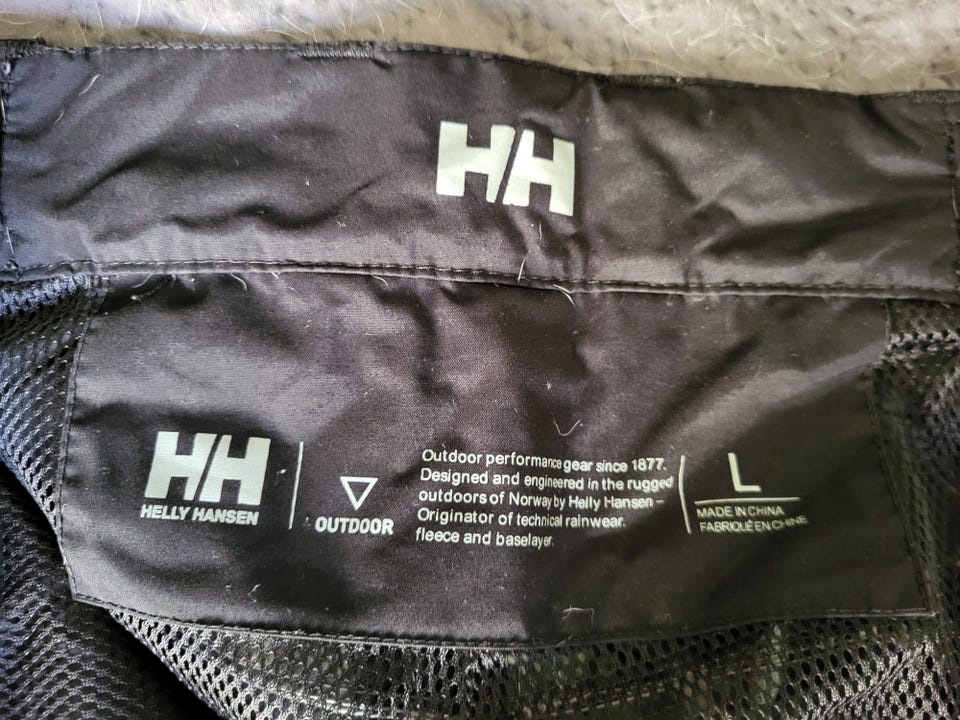 HH
HH
HELLY HANSEN
OUTDOOR
Outdoor performance gear since 1877.
Designed and engineered in the rugged
outdoors of Norway by Helly Hansen –
Originator of technical rainwear,
fleece and baselayer.
L
MADE IN CHINA
FABRIQUÉ EN CHINE